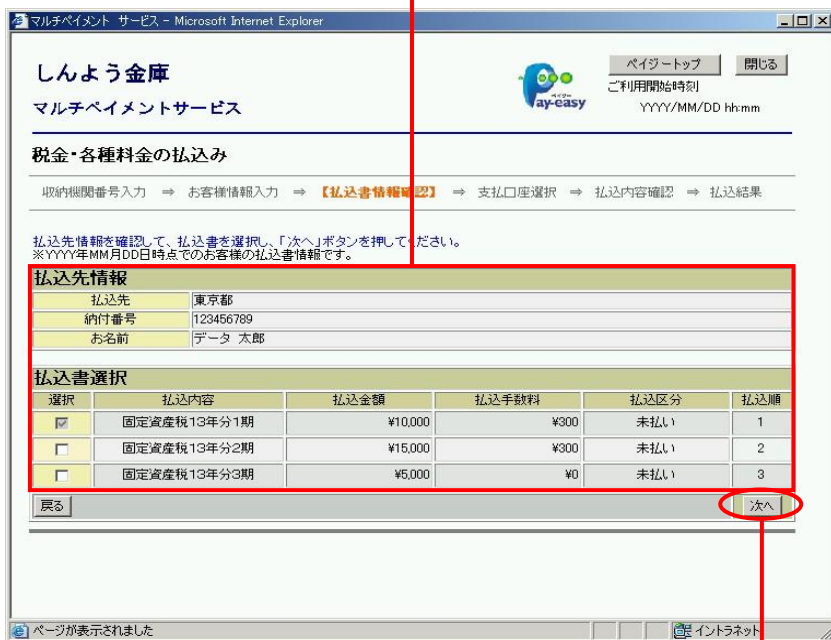 マルチペイメント サービス - Microsoft Internet Explorer
しんよう金庫
マルチペイメントサービス
ペイジー
Pay-easy
ペイジートップ 閉じる
ご利用開始時刻
YYYY/MM/DD hh:mm
税金・各種料金の払込み
収納機関番号入力 ⇒ お客様情報入力 ⇒ 【払込書情報確認】 ⇒ 支払口座選択 ⇒ 払込内容確認 ⇒ 払込結果
払込先情報を確認して、払込書を選択し、「次へ」ボタンを押してください。
※YYYY年MM月DD日時点でのお客様の払込書情報です。
払込先情報
払込先 東京都
納付番号 123456789
お名前 データ 太郎
払込書選択
選択 払込内容 払込金額 払込手数料 払込区分 払込順
固定資産税13年分1期 ¥10,000 ¥300 未払い 1
固定資産税13年分2期 ¥15,000 ¥300 未払い 2
固定資産税13年分3期 ¥5,000 ¥0 未払い 3
戻る 次へ
ページが表示されました イントラネット